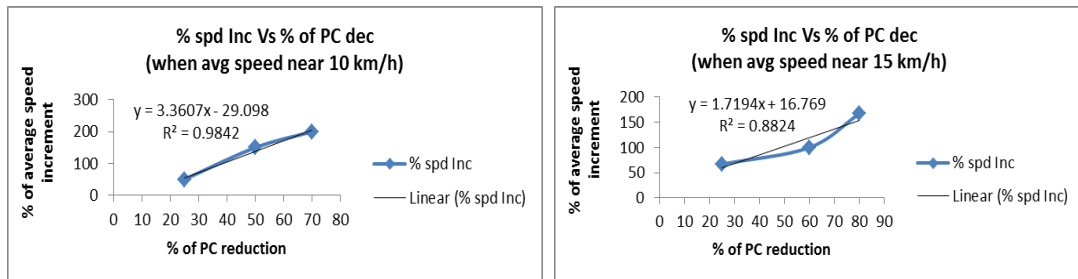 % spd Inc Vs % of PC dec
(when avg speed near 10 km/h)
% of average speed
increment
300
200
100
0
y = 3.3607x - 29.098
R² = 0.9842
% spd Inc
Linear (% spd Inc)
0 10 20 30 40 50 60 70 80
% of PC reduction
% spd Inc Vs % of PC dec
(when avg speed near 15 km/h)
% of average speed
increment
200
150
100
50
0
y = 1.7194x + 16.769
R² = 0.8824
% spd Inc
Linear (% spd Inc)
0 10 20 30 40 50 60 70 80 90
% of PC reduction